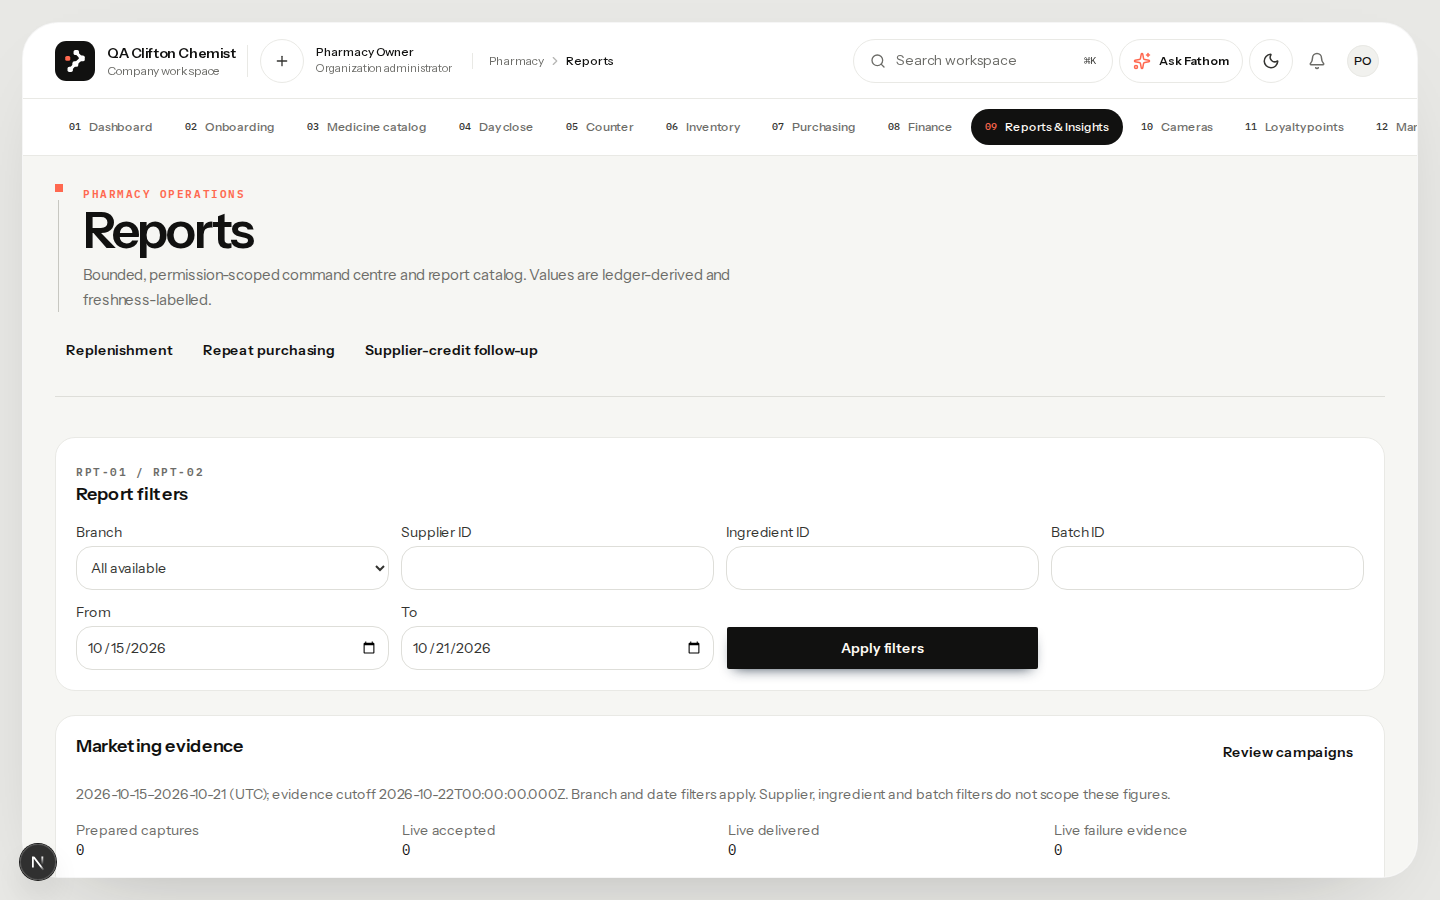 QA Clifton Chemist
Company workspace
Pharmacy Owner
Organization administrator
Pharmacy > Reports
Search workspace ⌘K
Ask Fathom
PO
01 Dashboard
02 Onboarding
03 Medicine catalog
04 Day close
05 Counter
06 Inventory
07 Purchasing
08 Finance
09 Reports & Insights
10 Cameras
11 Loyalty points
12 Mar
PHARMACY OPERATIONS
Reports
Bounded, permission-scoped command centre and report catalog. Values are ledger-derived and
freshness-labelled.
Replenishment Repeat purchasing Supplier-credit follow-up
RPT-01 / RPT-02
Report filters
Branch Supplier ID Ingredient ID Batch ID
All available
From To
10/15/2026 10/21/2026 Apply filters
Marketing evidence
Review campaigns
2026-10-15–2026-10-21 (UTC); evidence cutoff 2026-10-22T00:00:00.000Z. Branch and date filters apply. Supplier, ingredient and batch filters do not scope these figures.
Prepared captures Live accepted Live delivered Live failure evidence
0 0 0 0
N